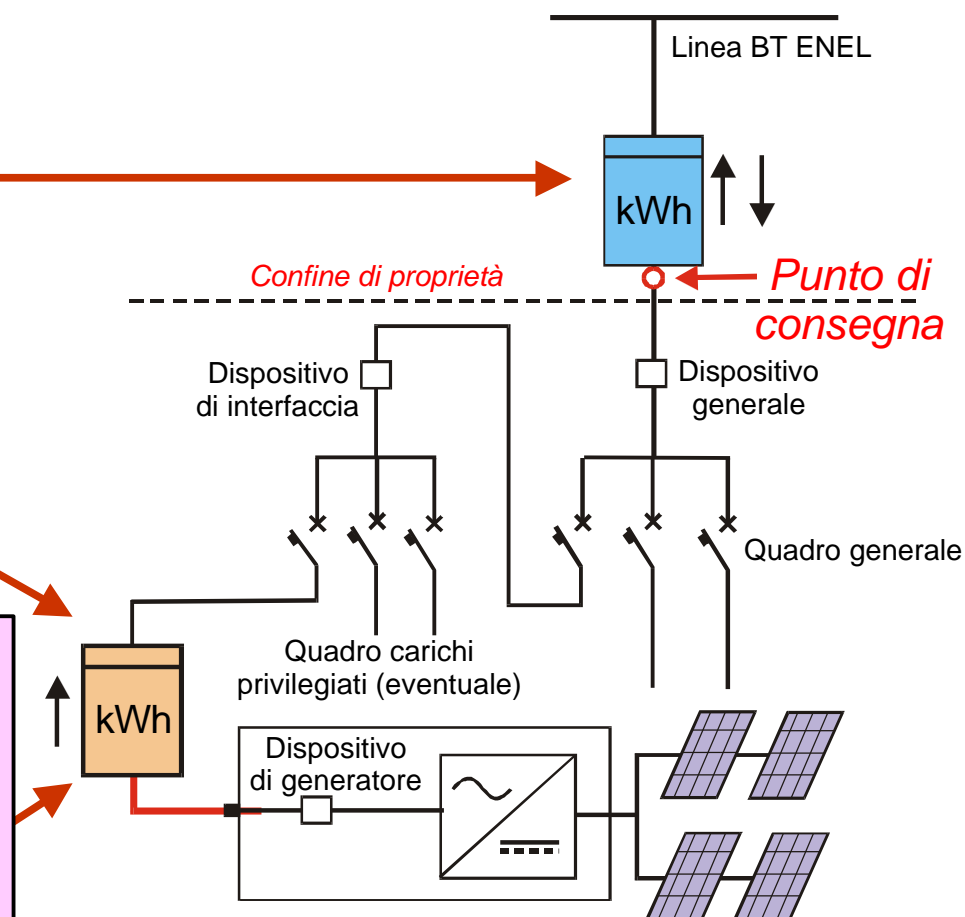 Linea BT ENEL
kWh
Confine di proprietà
Punto di
consegna
Dispositivo
di interfaccia
Dispositivo
generale
Quadro generale
Quadro carichi
privilegiati (eventuale)
kWh
Dispositivo
di generatore